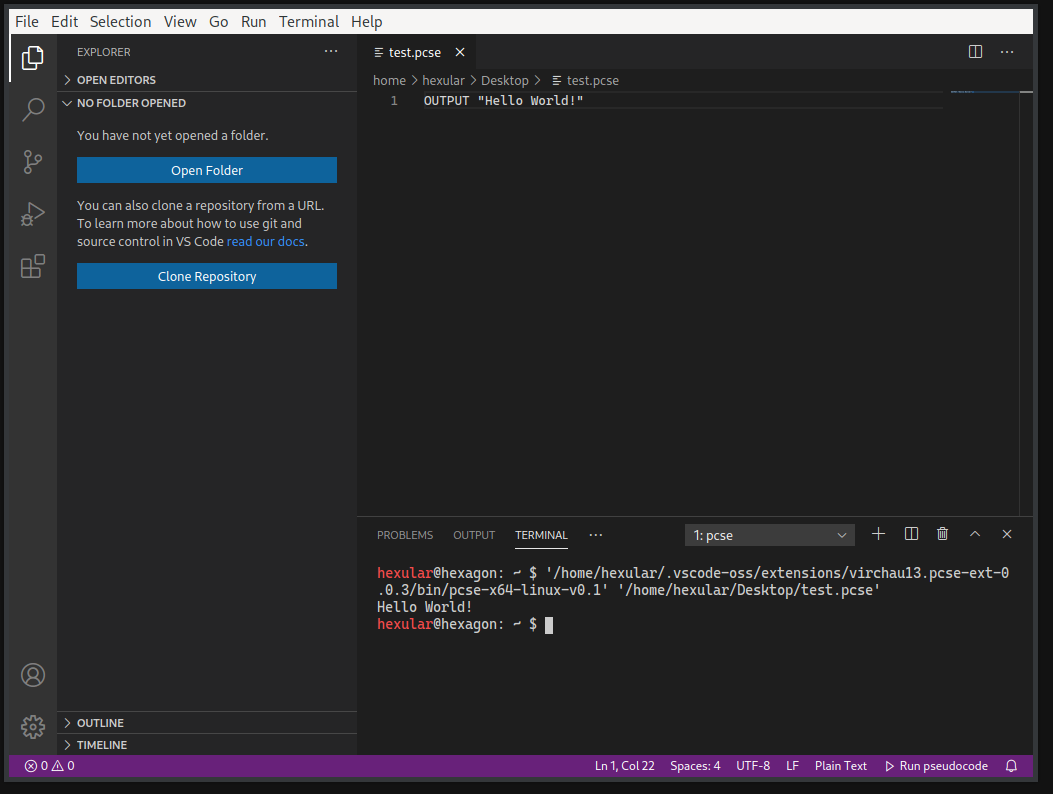 File Edit Selection View Go Run Terminal Help
EXPLORER
OPEN EDITORS
NO FOLDER OPENED
You have not yet opened a folder.
Open Folder
You can also clone a repository from a URL.
To learn more about how to use git and
source control in VS Code read our docs.
Clone Repository
OUTLINE
TIMELINE
test.pcse
home > hexular > Desktop > test.pcse
1 OUTPUT "Hello World!"
PROBLEMS OUTPUT TERMINAL ··· 1: pcse
hexular@hexagon: ~ $ '/home/hexular/.vscode-oss/extensions/virchau13.pcse-ext-0
.0.3/bin/pcse-x64-linux-v0.1' '/home/hexular/Desktop/test.pcse'
Hello World!
hexular@hexagon: ~ $
0 0 Ln 1, Col 22 Spaces: 4 UTF-8 LF Plain Text Run pseudocode